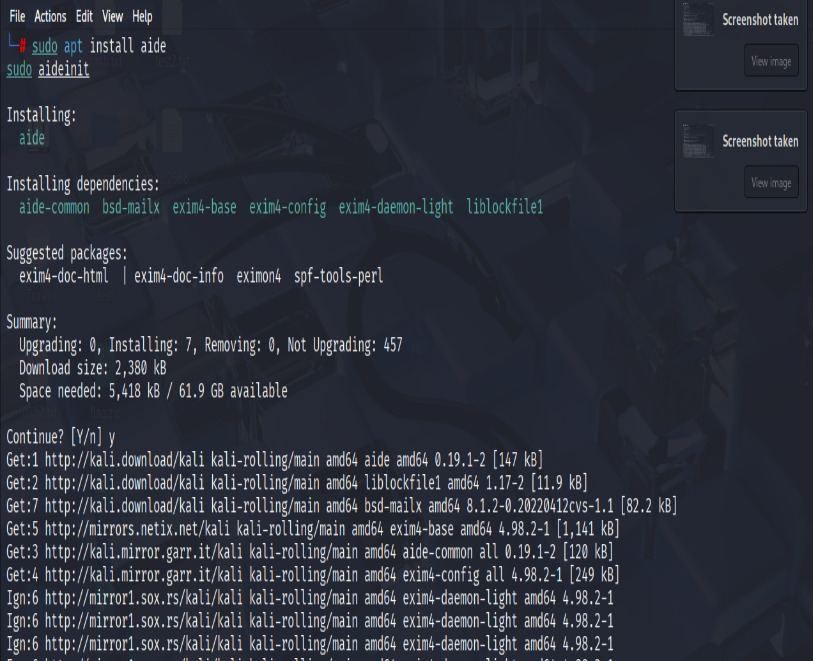 File Actions Edit View Help
└─# sudo apt install aide
sudo aideinit
Installing:
aide
Installing dependencies:
aide-common bsd-mailx exim4-base exim4-config exim4-daemon-light liblockfile1
Suggested packages:
exim4-doc-html | exim4-doc-info eximon4 spf-tools-perl
Summary:
Upgrading: 0, Installing: 7, Removing: 0, Not Upgrading: 457
Download size: 2,380 kB
Space needed: 5,418 kB / 61.9 GB available
Continue? [Y/n] y
Get:1 http://kali.download/kali kali-rolling/main amd64 aide amd64 0.19.1-2 [147 kB]
Get:2 http://kali.download/kali kali-rolling/main amd64 liblockfile1 amd64 1.17-2 [11.9 kB]
Get:7 http://kali.download/kali kali-rolling/main amd64 bsd-mailx amd64 8.1.2-0.20220412cvs-1.1 [82.2 kB]
Get:5 http://mirrors.netix.net/kali kali-rolling/main amd64 exim4-base amd64 4.98.2-1 [1,141 kB]
Get:3 http://kali.mirror.garr.it/kali kali-rolling/main amd64 aide-common all 0.19.1-2 [120 kB]
Get:4 http://kali.mirror.garr.it/kali kali-rolling/main amd64 exim4-config all 4.98.2-1 [249 kB]
Ign:6 http://mirror1.sox.rs/kali/kali kali-rolling/main amd64 exim4-daemon-light amd64 4.98.2-1
Ign:6 http://mirror1.sox.rs/kali/kali kali-rolling/main amd64 exim4-daemon-light amd64 4.98.2-1
Ign:6 http://mirror1.sox.rs/kali/kali kali-rolling/main amd64 exim4-daemon-light amd64 4.98.2-1
Screenshot taken
View image
Screenshot taken
View image